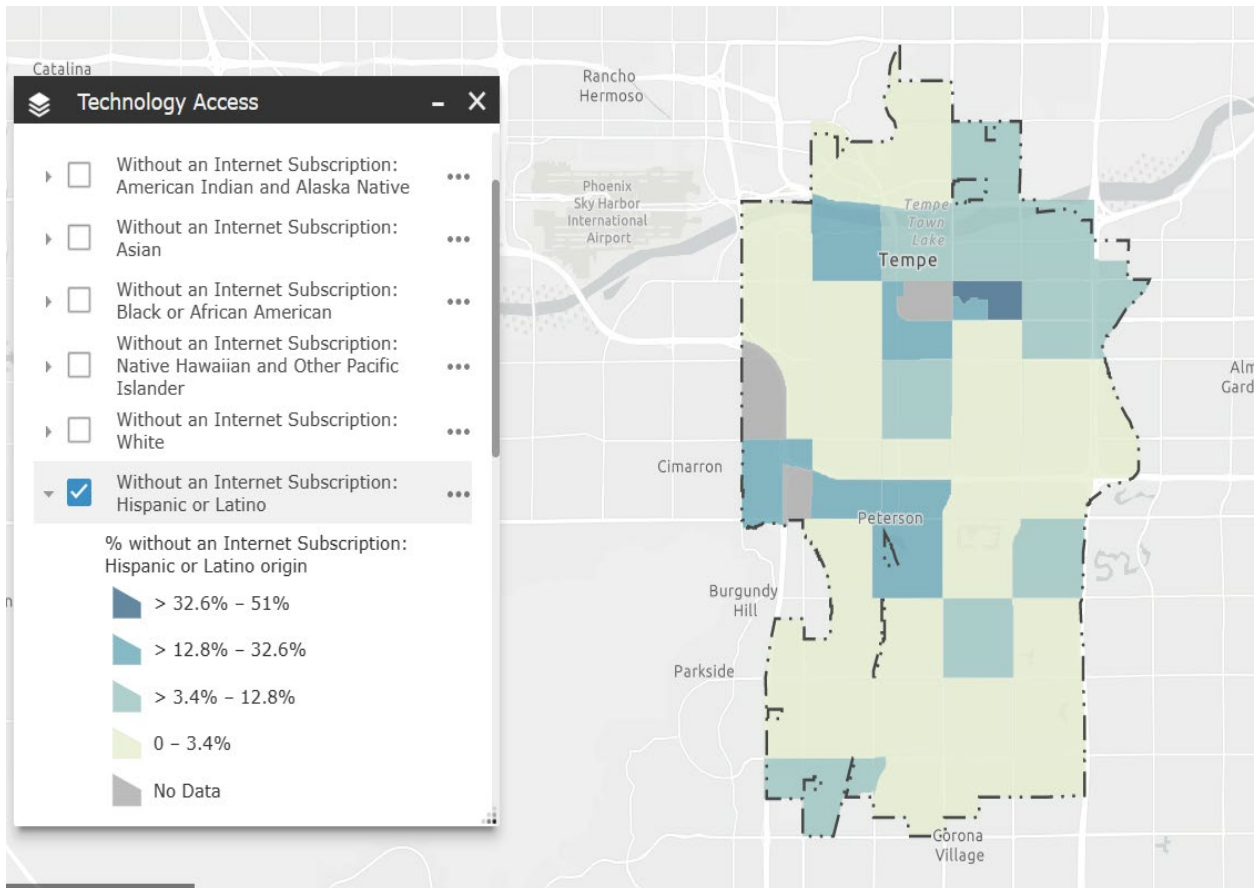 Catalina
Technology Access
Without an Internet Subscription:
American Indian and Alaska Native
Without an Internet Subscription:
Asian
Without an Internet Subscription:
Black or African American
Without an Internet Subscription:
Native Hawaiian and Other Pacific
Islander
Without an Internet Subscription:
White
Without an Internet Subscription:
Hispanic or Latino
% without an Internet Subscription:
Hispanic or Latino origin
> 32.6% – 51%
> 12.8% – 32.6%
> 3.4% – 12.8%
0 – 3.4%
No Data
Rancho
Hermoso
Phoenix
Sky Harbor
International
Airport
Tempe
Town
Lake
Tempe
Alm
Gard
Cimarron
Peterson
Burgundy
Hill
Parkside
Corona
Village